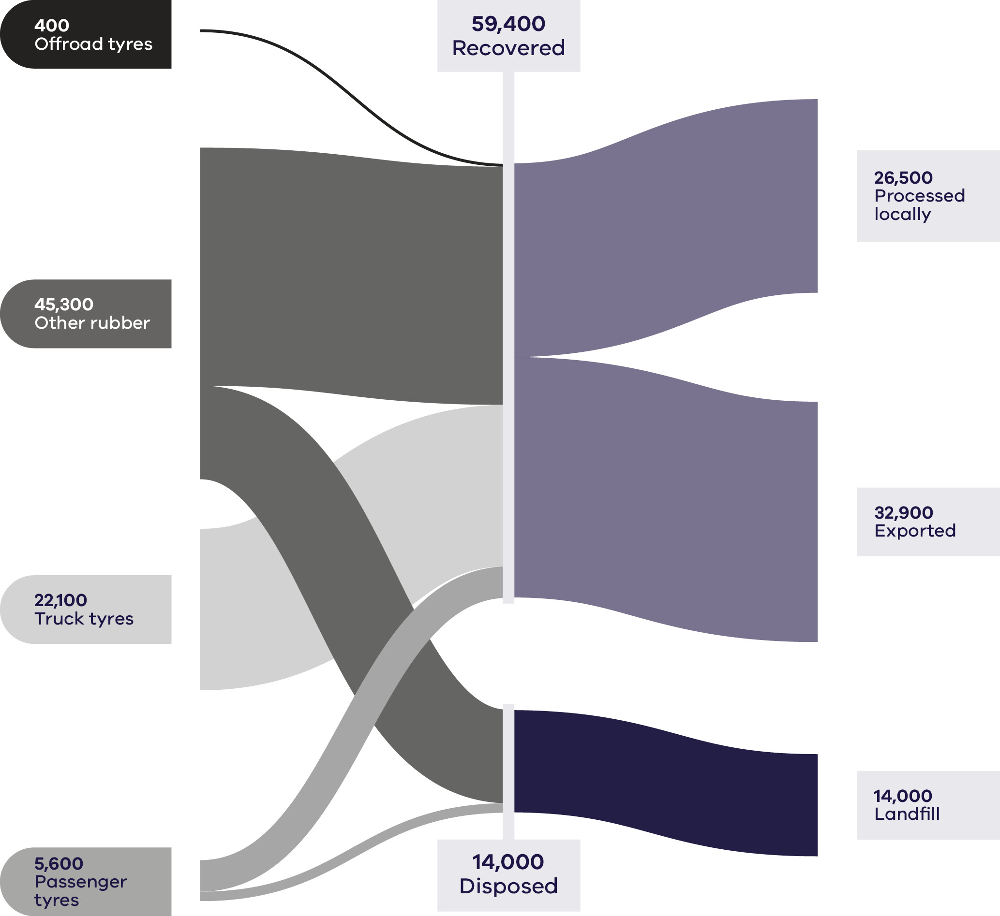 400
Offroad tyres
45,300
Other rubber
22,100
Truck tyres
5,600
Passenger
tyres
59,400
Recovered
14,000
Disposed
26,500
Processed
locally
32,900
Exported
14,000
Landfill